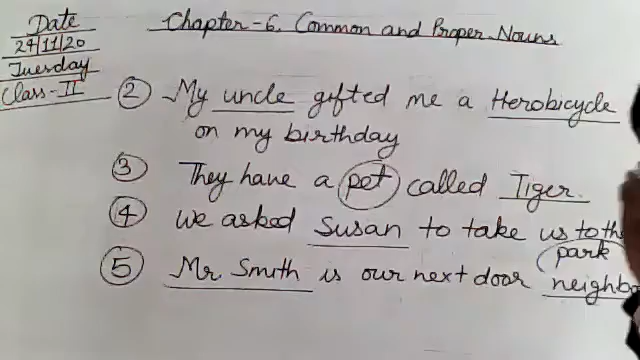 Date
24/11/20
Tuesday
Class-II
Chapter-6. Common and Proper Nouns
② My uncle gifted me a Herobicycle
on my birthday
③ They have a pet called Tiger.
④ We asked Susan to take us to the
park
⑤ Mr. Smith is our next door neighbo